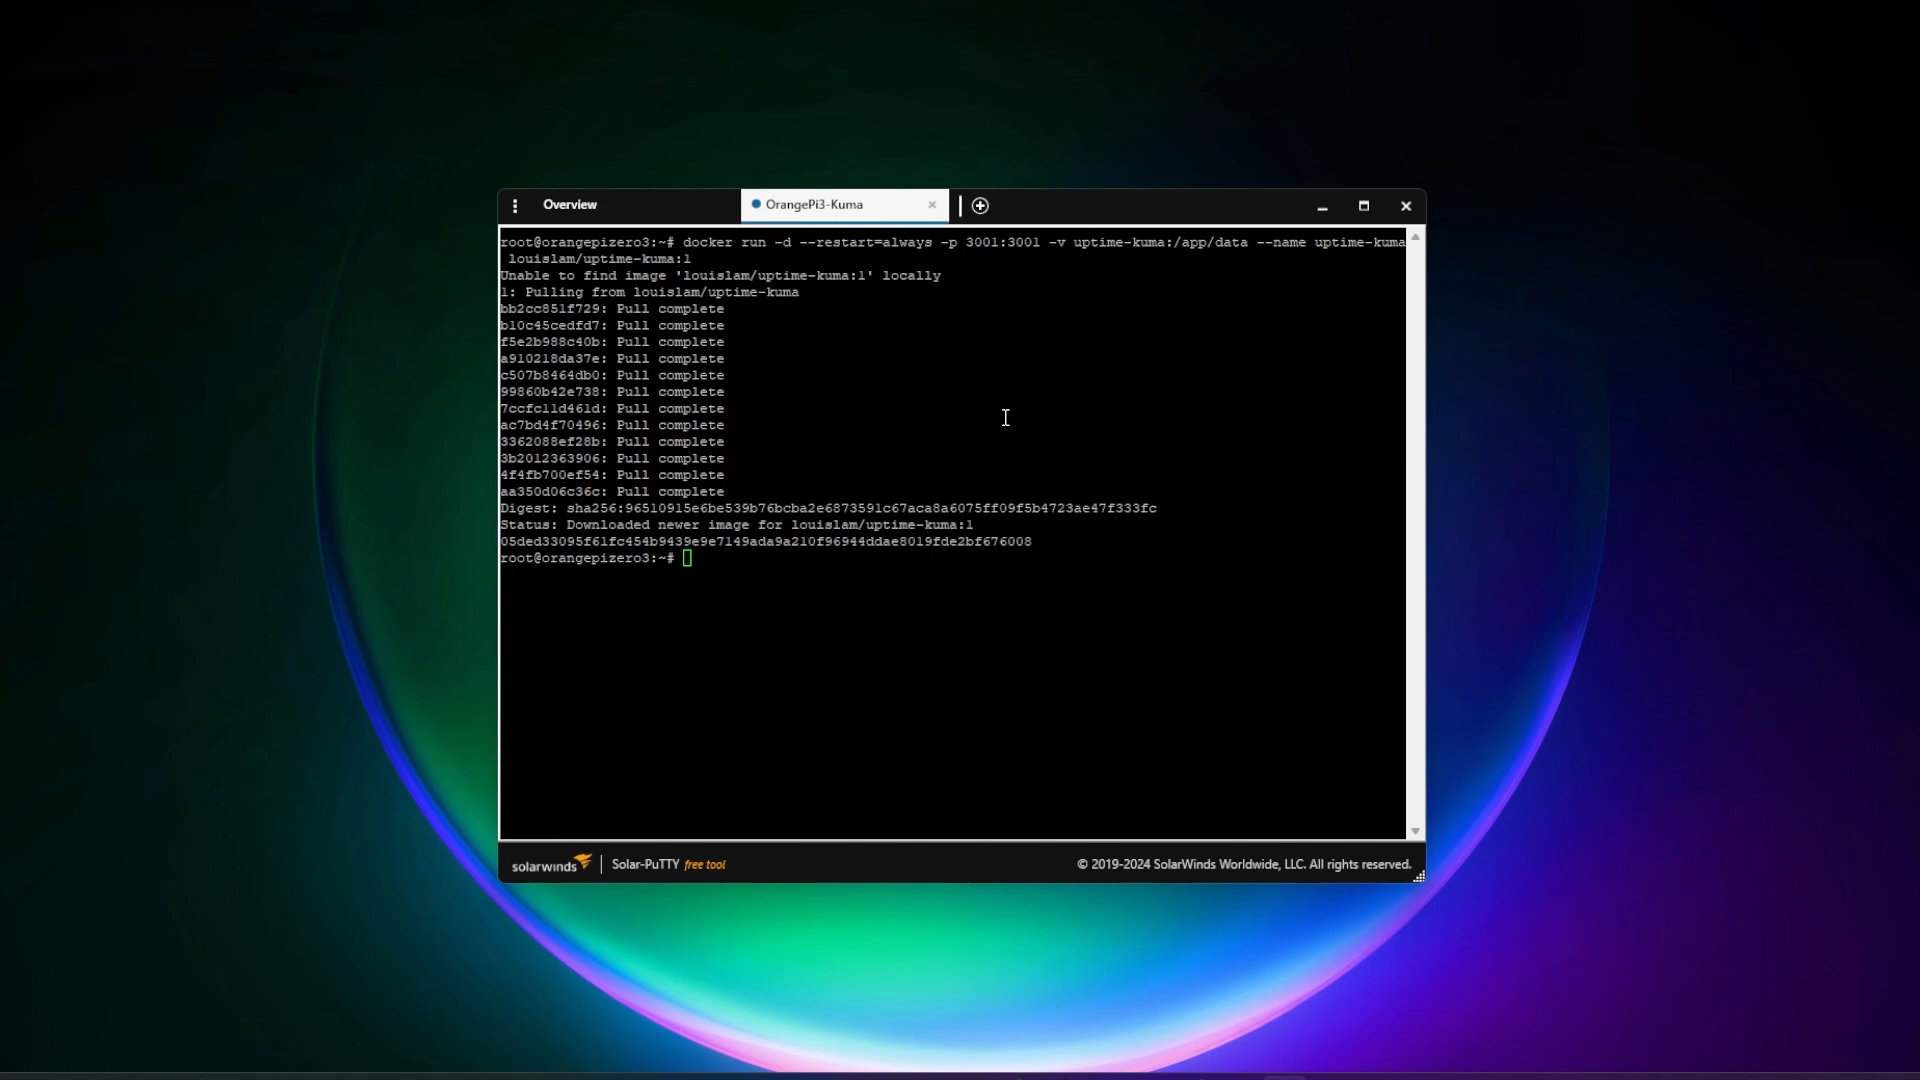 Overview
OrangePi3-Kuma
root@orangepizero3:~# docker run -d --restart=always -p 3001:3001 -v uptime-kuma:/app/data --name uptime-kuma
louislam/uptime-kuma:1
Unable to find image 'louislam/uptime-kuma:1' locally
1: Pulling from louislam/uptime-kuma
bb2cc851f729: Pull complete
b10c45cedfd7: Pull complete
f5e2b988c40b: Pull complete
a910218da37e: Pull complete
c507b8464db0: Pull complete
99860b42e738: Pull complete
7ccfc11d461d: Pull complete
ac7bd4f70496: Pull complete
3362088ef28b: Pull complete
3b2012363906: Pull complete
4f4fb700ef54: Pull complete
aa350d06c36c: Pull complete
Digest: sha256:96510915e6be539b76bcba2e6873591c67aca8a6075ff09f5b4723ae47f333fc
Status: Downloaded newer image for louislam/uptime-kuma:1
05ded33095f61fc454b9439e9e7149ada9a210f96944ddae8019fde2bf676008
root@orangepizero3:~#
solarwinds
Solar-PuTTY free tool
© 2019-2024 SolarWinds Worldwide, LLC. All rights reserved.